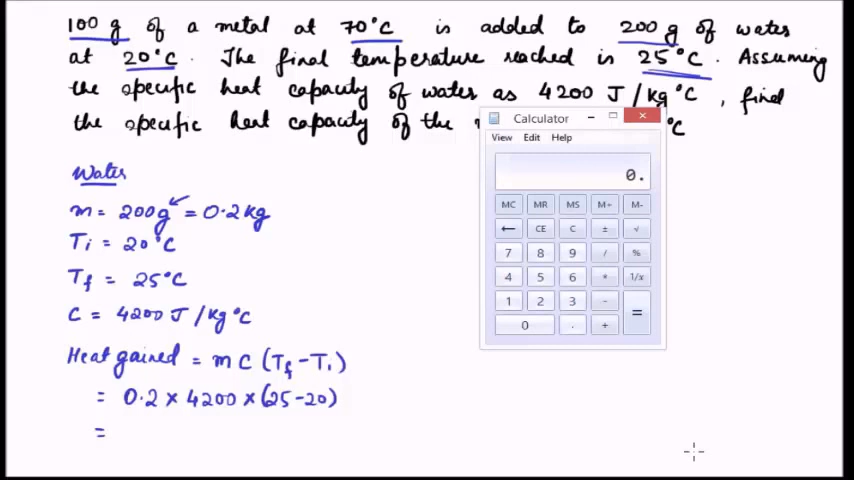 100 g of a metal at 70°C is added to 200 g of water
at 20°C. The final temperature reached is 25°C. Assuming
the specific heat capacity of water as 4200 J/kg°C, find
the specific heat capacity of the °C
Calculator
View Edit Help
0.
MC MR MS M+ M-
← CE C ± √
7 8 9 / %
4 5 6 * 1/x
1 2 3 - =
0 . +
Water
m = 200g = 0.2kg
Ti = 20°C
Tf = 25°C
C = 4200 J/kg°C
Heat gained = m C (Tf - Ti)
= 0.2 × 4200 × (25-20)
=